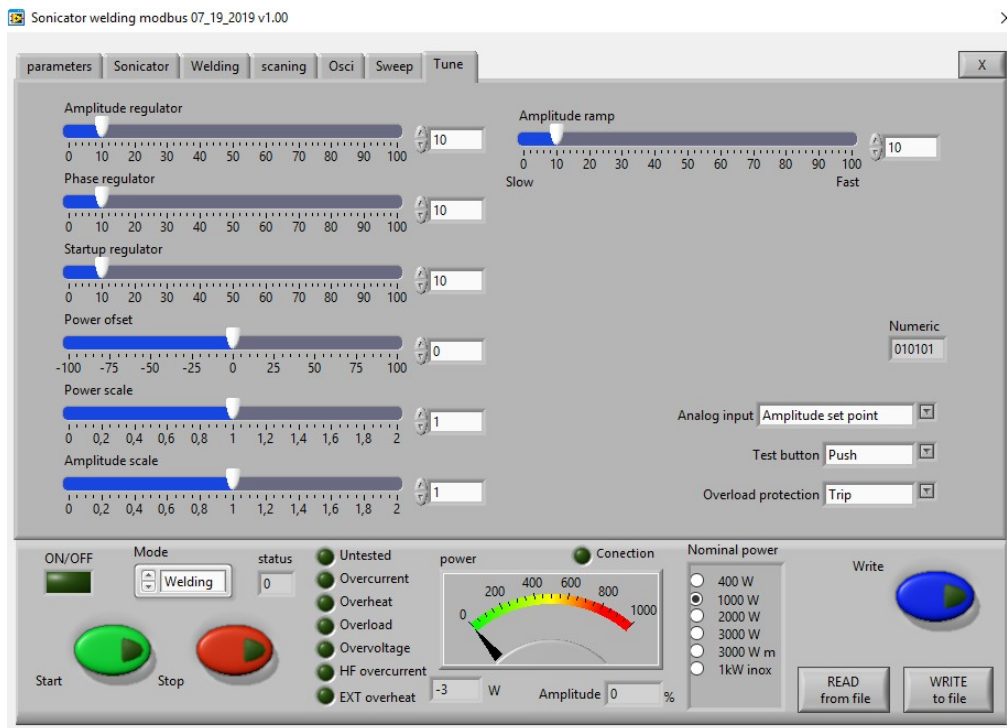 Sonicator welding modbus 07_19_2019 v1.00
parameters Sonicator Welding scaning Osci Sweep Tune X
Amplitude regulator
10
0 10 20 30 40 50 60 70 80 90 100
Phase regulator
10
0 10 20 30 40 50 60 70 80 90 100
Startup regulator
10
0 10 20 30 40 50 60 70 80 90 100
Power ofset
0
-100 -75 -50 -25 0 25 50 75 100
Power scale
1
0 0,2 0,4 0,6 0,8 1 1,2 1,4 1,6 1,8 2
Amplitude scale
1
0 0,2 0,4 0,6 0,8 1 1,2 1,4 1,6 1,8 2
Amplitude ramp
10
0 10 20 30 40 50 60 70 80 90 100
Slow Fast
Numeric
010101
Analog input Amplitude set point
Test button Push
Overload protection Trip
ON/OFF
Mode
Welding
status
0
Start Stop
Untested
Overcurrent
Overheat
Overload
Overvoltage
HF overcurrent
EXT overheat
power
Conection
0 200 400 600 800 1000
-3 W
Amplitude 0 %
Nominal power
400 W
1000 W
2000 W
3000 W
3000 W m
1kW inox
Write
READ
from file
WRITE
to file